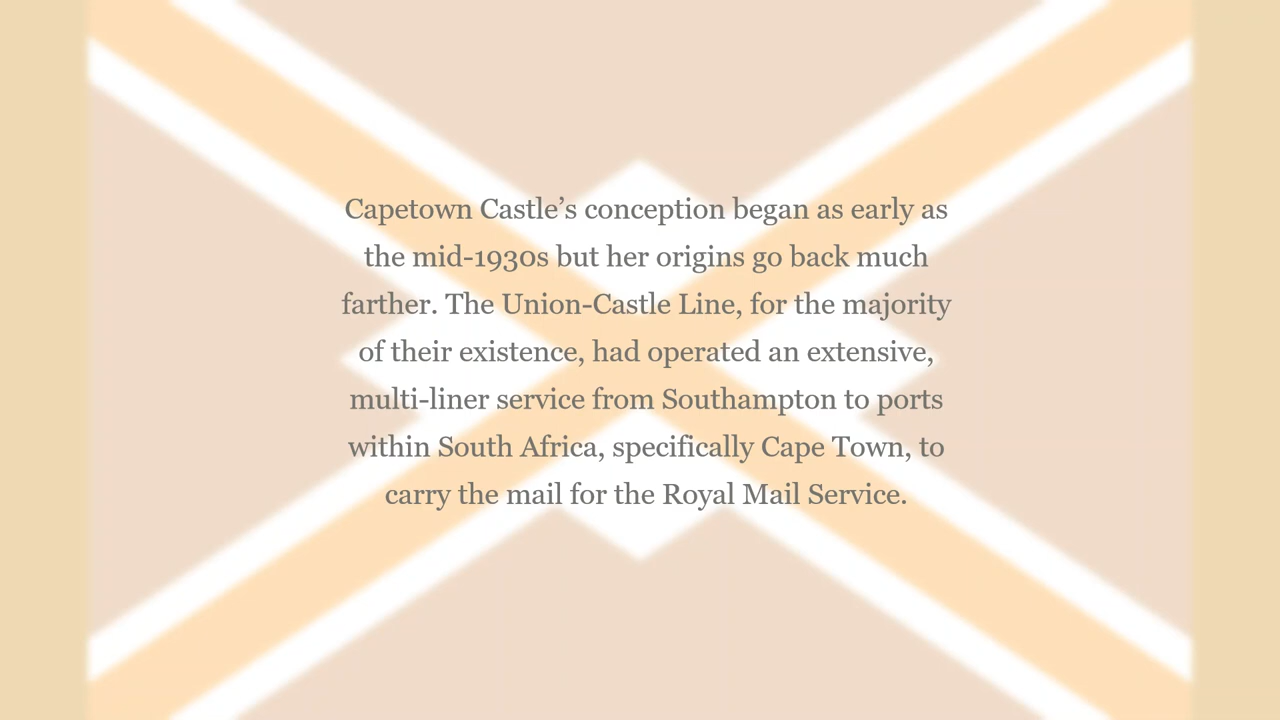 Capetown Castle’s conception began as early as
the mid-1930s but her origins go back much
farther. The Union-Castle Line, for the majority
of their existence, had operated an extensive,
multi-liner service from Southampton to ports
within South Africa, specifically Cape Town, to
carry the mail for the Royal Mail Service.